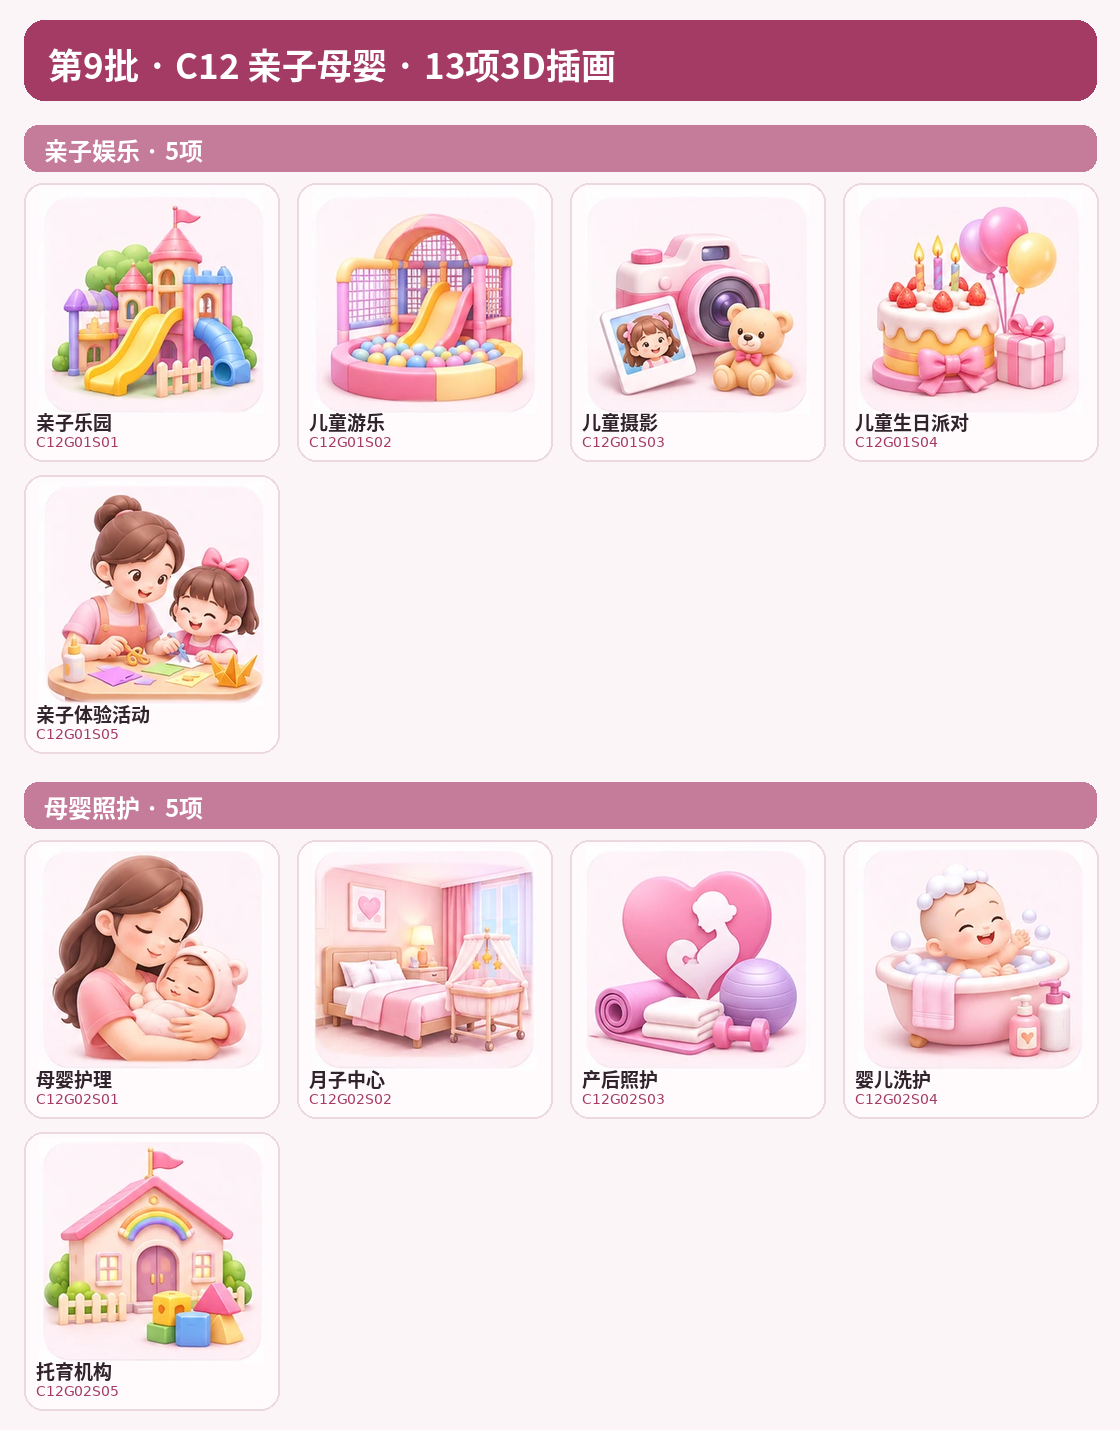 第9批 · C12 亲子母婴 · 13项3D插画
亲子娱乐 · 5项
亲子乐园
C12G01S01
儿童游乐
C12G01S02
儿童摄影
C12G01S03
儿童生日派对
C12G01S04
亲子体验活动
C12G01S05
母婴照护 · 5项
母婴护理
C12G02S01
月子中心
C12G02S02
产后照护
C12G02S03
婴儿洗护
C12G02S04
托育机构
C12G02S05